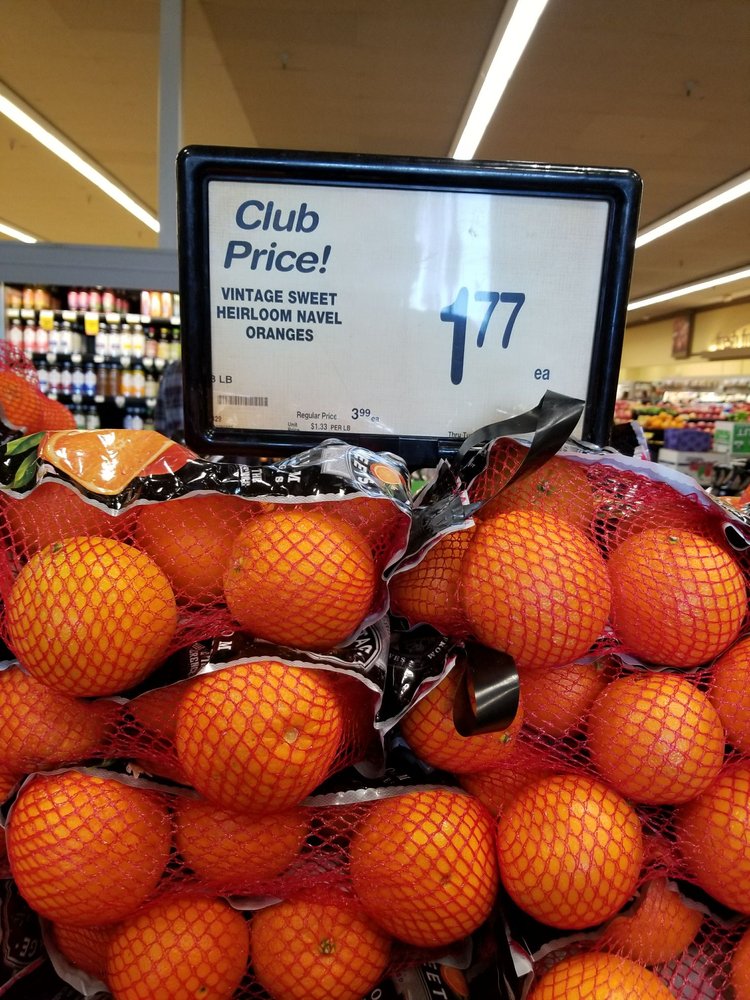 Club
Price!
VINTAGE SWEET
HEIRLOOM NAVEL
ORANGES
1 77
ea
3 LB
Regular Price 3 99 ea
Unit $1.33 PER LB
Thru